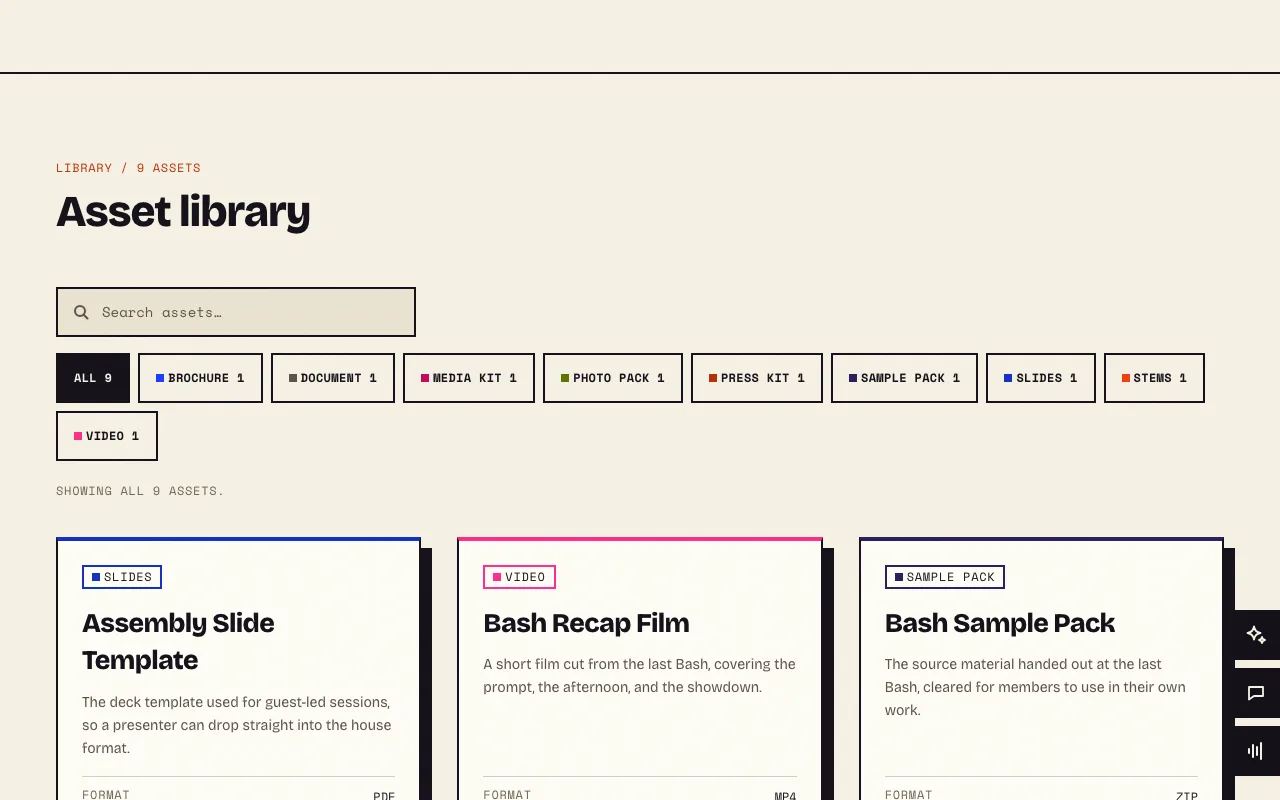 LIBRARY / 9 ASSETS
Asset library
Search assets…
ALL 9
BROCHURE 1
DOCUMENT 1
MEDIA KIT 1
PHOTO PACK 1
PRESS KIT 1
SAMPLE PACK 1
SLIDES 1
STEMS 1
VIDEO 1
SHOWING ALL 9 ASSETS.
SLIDES
Assembly Slide
Template
The deck template used for guest-led sessions,
so a presenter can drop straight into the house
format.
FORMAT PDF
VIDEO
Bash Recap Film
A short film cut from the last Bash, covering the
prompt, the afternoon, and the showdown.
FORMAT MP4
SAMPLE PACK
Bash Sample Pack
The source material handed out at the last
Bash, cleared for members to use in their own
work.
FORMAT ZIP